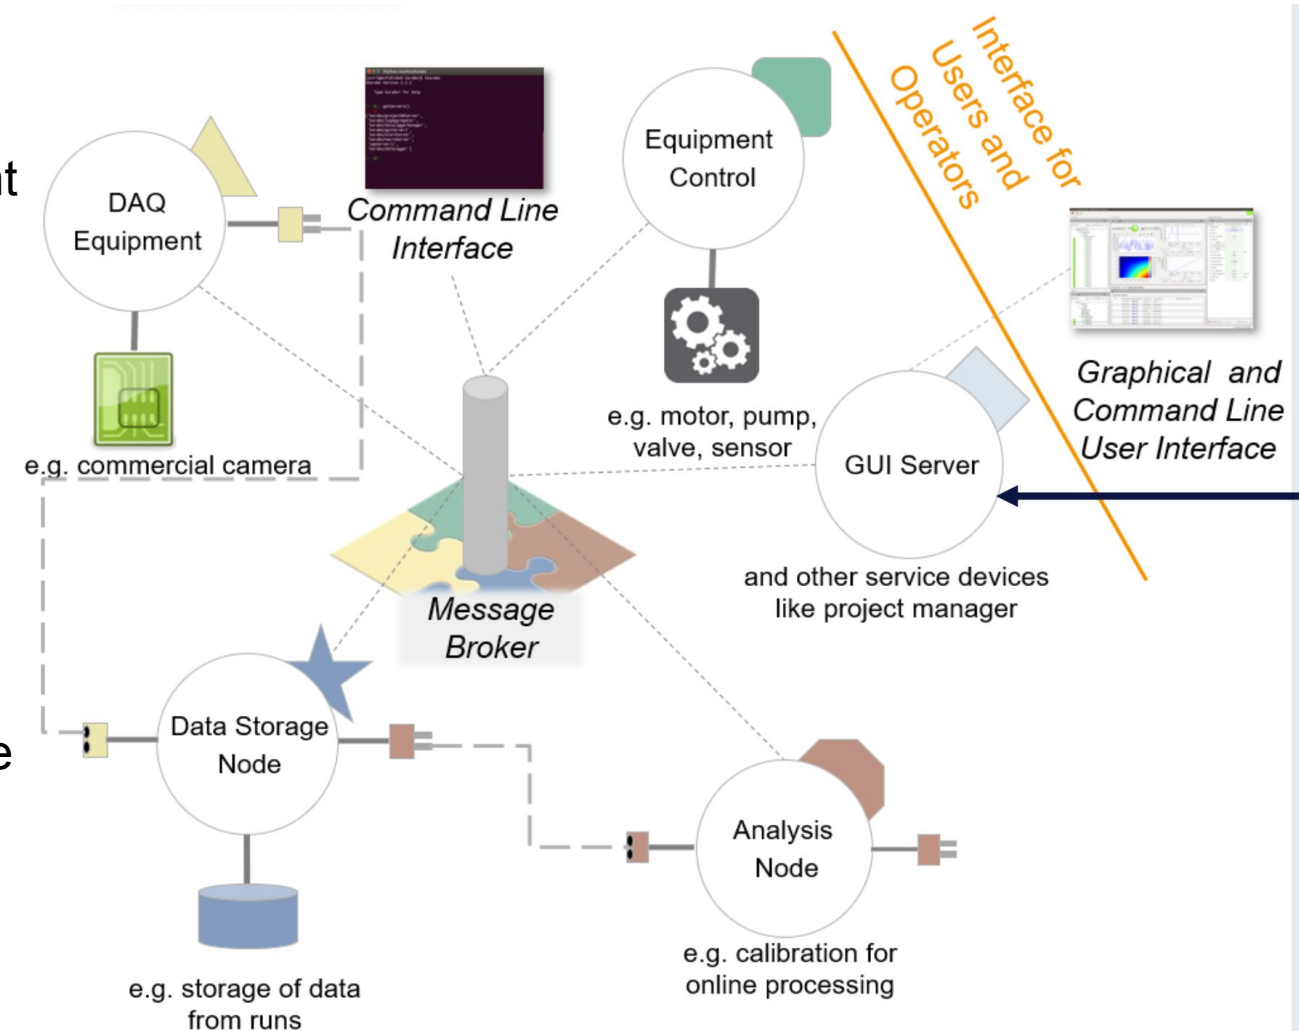 Interface for
Users and
Operators
nt
DAQ
Equipment
Command Line
Interface
Equipment
Control
e.g. commercial camera
e.g. motor, pump,
valve, sensor
GUI Server
Graphical and
Command Line
User Interface
and other service devices
like project manager
Message
Broker
e
Data Storage
Node
Analysis
Node
e.g. storage of data
from runs
e.g. calibration for
online processing